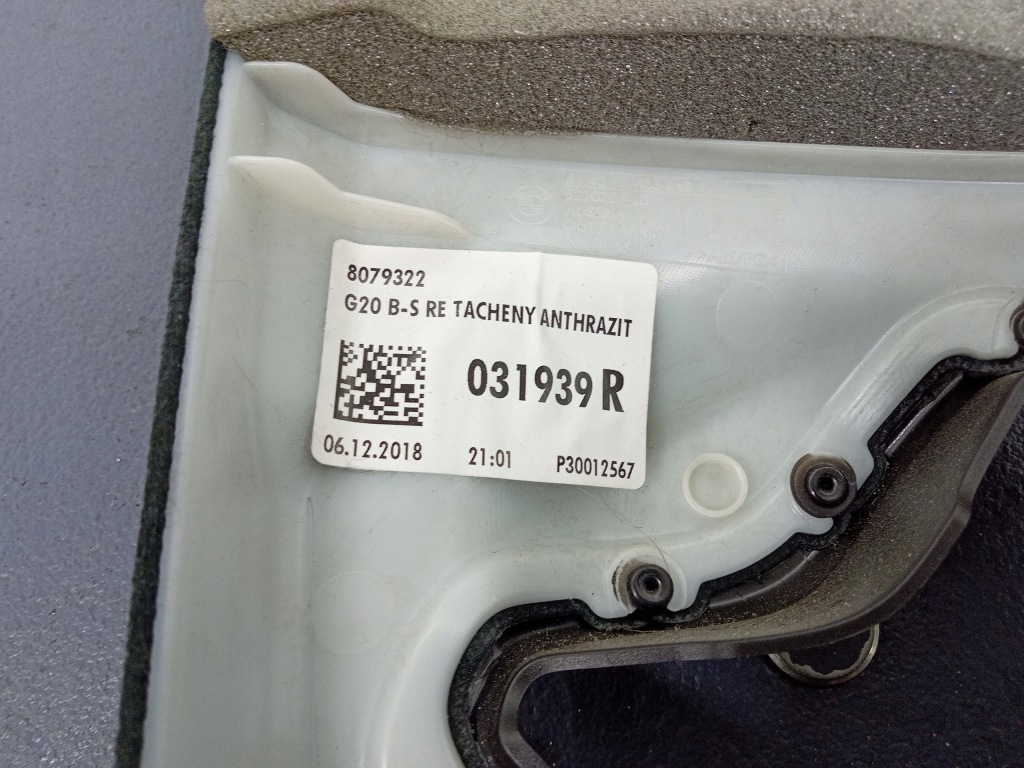 8079322
G20 B-S RE TACHENY ANTHRAZIT
031939 R
06.12.2018 21:01 P30012567